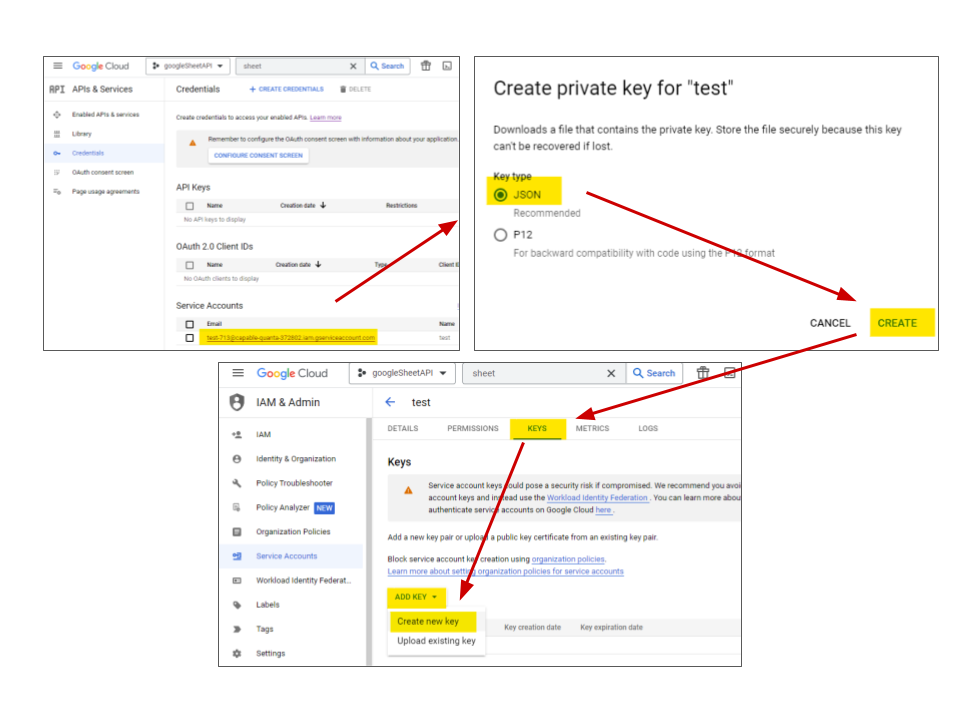 Google Cloud
googleSheetAPI
sheet
Search
API APIs & Services
Credentials
+ CREATE CREDENTIALS
DELETE
Enabled APIs & services
Library
Credentials
OAuth consent screen
Page usage agreements
Create credentials to access your enabled APIs. Learn more
Remember to configure the OAuth consent screen with information about your application.
CONFIGURE CONSENT SCREEN
API Keys
Name Creation date Restrictions
No API keys to display
OAuth 2.0 Client IDs
Name Creation date Type Client ID
No OAuth clients to display
Service Accounts
Email Name
test-713@capable-quanta-372602.iam.gserviceaccount.com test
Create private key for "test"
Downloads a file that contains the private key. Store the file securely because this key
can't be recovered if lost.
Key type
JSON
Recommended
P12
For backward compatibility with code using the P12 format
CANCEL CREATE
Google Cloud
googleSheetAPI
sheet
Search
IAM & Admin
test
IAM
Identity & Organization
Policy Troubleshooter
Policy Analyzer NEW
Organization Policies
Service Accounts
Workload Identity Federat...
Labels
Tags
Settings
DETAILS PERMISSIONS KEYS METRICS LOGS
Keys
Service account keys could pose a security risk if compromised. We recommend you avoi
account keys and instead use the Workload Identity Federation . You can learn more abou
authenticate service accounts on Google Cloud here .
Add a new key pair or upload a public key certificate from an existing key pair.
Block service account key creation using organization policies.
Learn more about setting organization policies for service accounts
ADD KEY
Create new key
Upload existing key
Key creation date Key expiration date